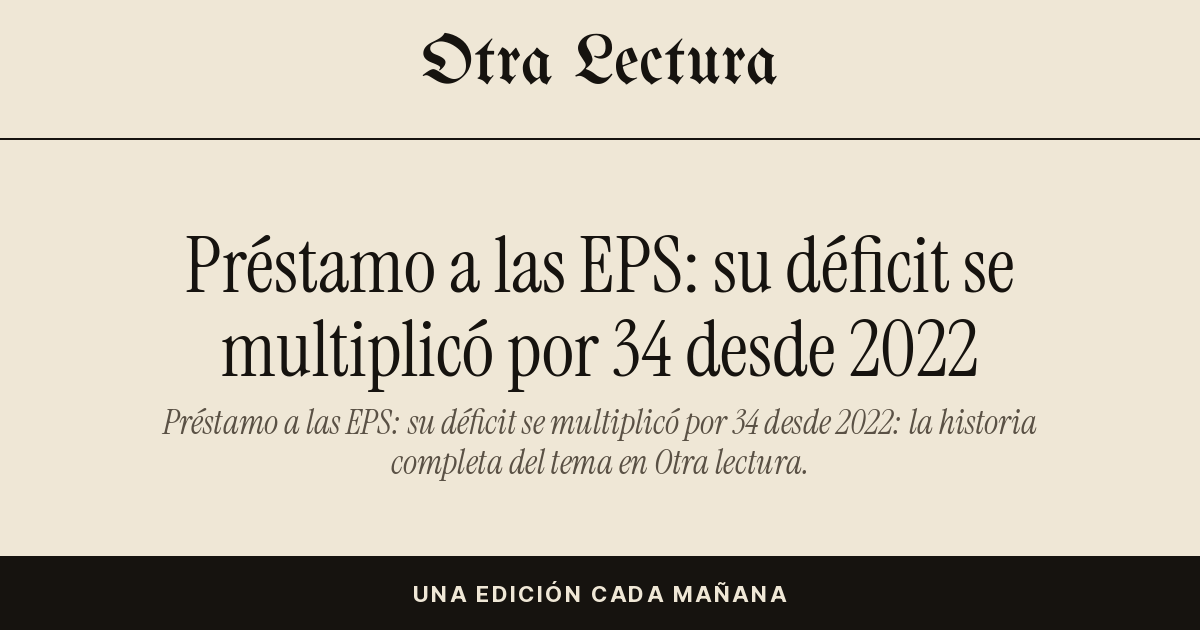 Otra Lectura
Préstamo a las EPS: su déficit se
multiplicó por 34 desde 2022
Préstamo a las EPS: su déficit se multiplicó por 34 desde 2022: la historia
completa del tema en Otra lectura.
UNA EDICIÓN CADA MAÑANA